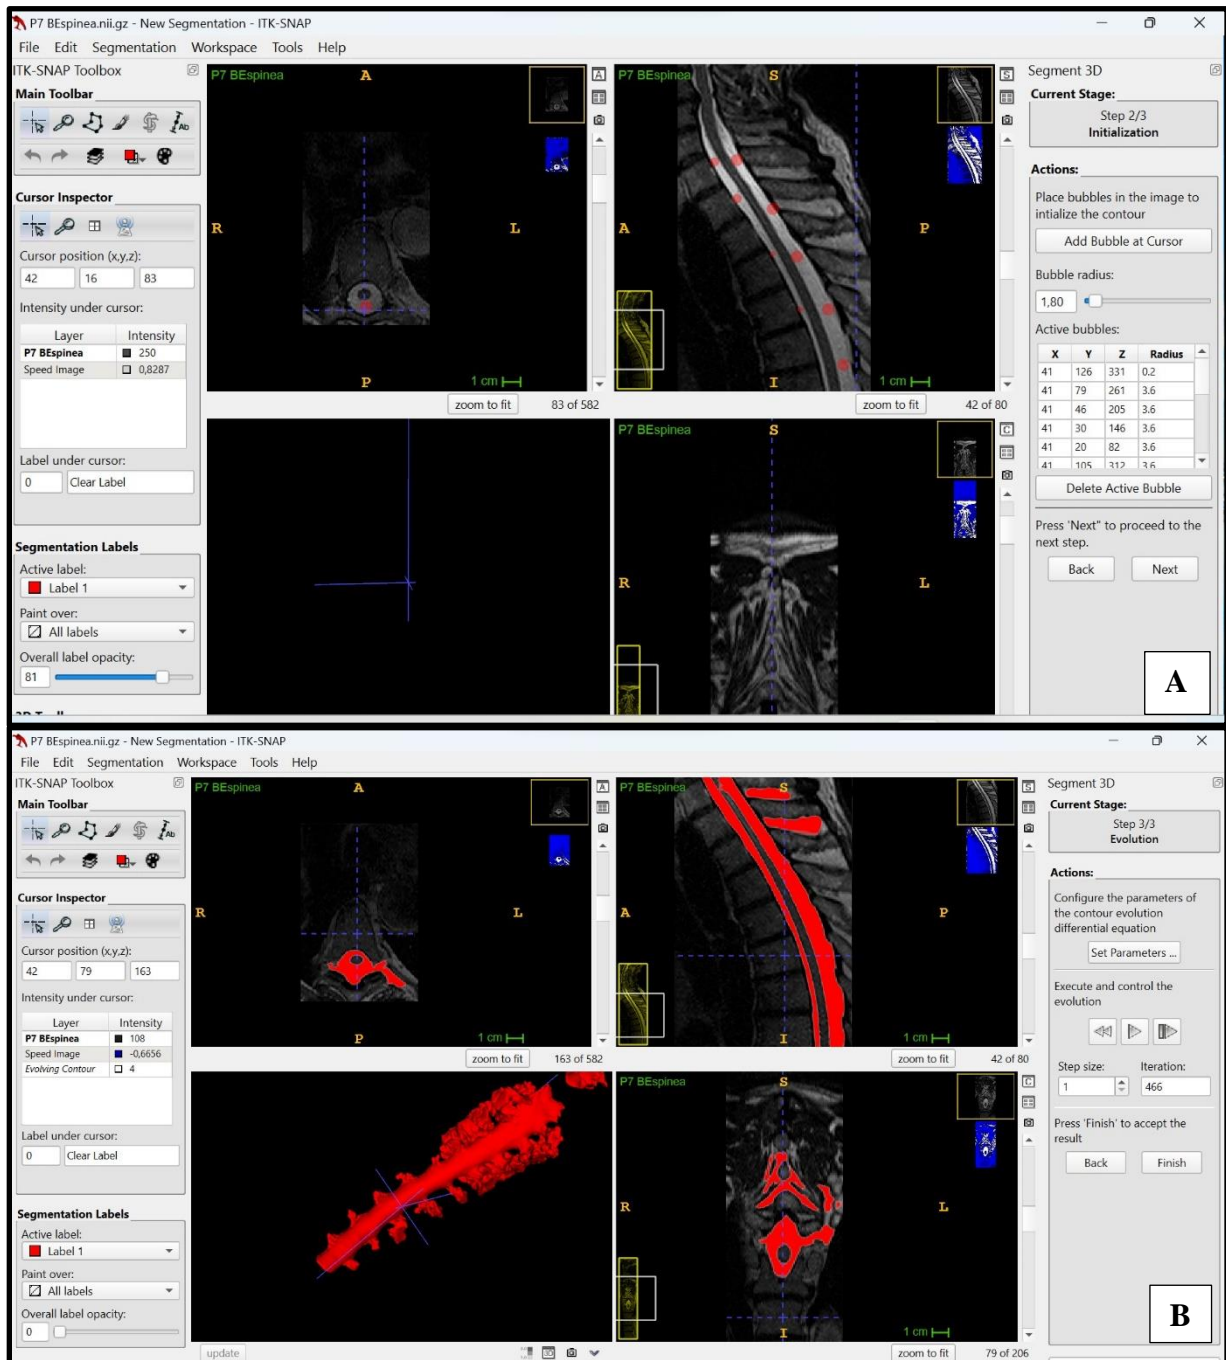 P7 BEspinea.nii.gz - New Segmentation - ITK-SNAP
File Edit Segmentation Workspace Tools Help
ITK-SNAP Toolbox
Main Toolbar
Cursor Inspector
Cursor position (x,y,z):
42 16 83
Intensity under cursor:
Layer Intensity
P7 BEspinea 250
Speed Image 0,8287
Label under cursor:
0 Clear Label
Segmentation Labels
Active label:
Label 1
Paint over:
All labels
Overall label opacity:
81
P7 BEspinea
A
R
L
P
1 cm
A
zoom to fit 83 of 582
P7 BEspinea
S
A
P
I
1 cm
S
zoom to fit 42 of 80
P7 BEspinea
S
R
L
C
Segment 3D
Current Stage:
Step 2/3
Initialization
Actions:
Place bubbles in the image to
intialize the contour
Add Bubble at Cursor
Bubble radius:
1,80
Active bubbles:
X Y Z Radius
41 126 331 0.2
41 79 261 3.6
41 46 205 3.6
41 30 146 3.6
41 20 82 3.6
41 105 312 3.6
Delete Active Bubble
Press 'Next" to proceed to the
next step.
Back Next
A
P7 BEspinea.nii.gz - New Segmentation - ITK-SNAP
File Edit Segmentation Workspace Tools Help
ITK-SNAP Toolbox
Main Toolbar
Cursor Inspector
Cursor position (x,y,z):
42 79 163
Intensity under cursor:
Layer Intensity
P7 BEspinea 108
Speed Image -0,6656
Evolving Contour 4
Label under cursor:
0 Clear Label
Segmentation Labels
Active label:
Label 1
Paint over:
All labels
Overall label opacity:
0
P7 BEspinea
A
R
L
P
1 cm
A
zoom to fit 163 of 582
P7 BEspinea
S
A
P
I
1 cm
S
zoom to fit 42 of 80
update
3D
P7 BEspinea
S
R
L
I
1 cm
C
zoom to fit 79 of 206
Segment 3D
Current Stage:
Step 3/3
Evolution
Actions:
Configure the parameters of
the contour evolution
differential equation
Set Parameters ...
Execute and control the
evolution
Step size: Iteration:
1 466
Press 'Finish' to accept the
result
Back Finish
B